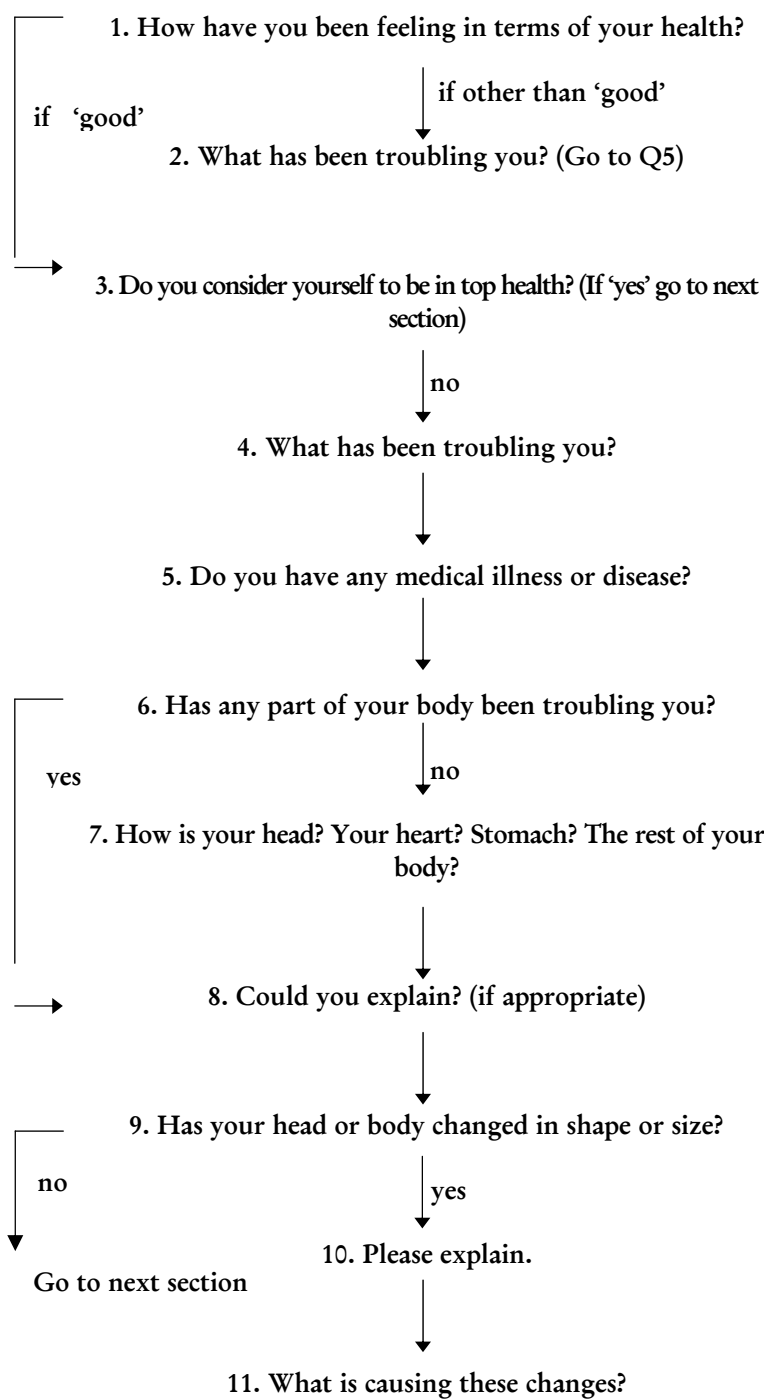 1. How have you been feeling in terms of your health?
if other than ‘good’
if ‘good’
2. What has been troubling you? (Go to Q5)
3. Do you consider yourself to be in top health? (If ‘yes’ go to next
section)
no
4. What has been troubling you?
5. Do you have any medical illness or disease?
6. Has any part of your body been troubling you?
yes
no
7. How is your head? Your heart? Stomach? The rest of your
body?
8. Could you explain? (if appropriate)
9. Has your head or body changed in shape or size?
no
yes
10. Please explain.
Go to next section
11. What is causing these changes?